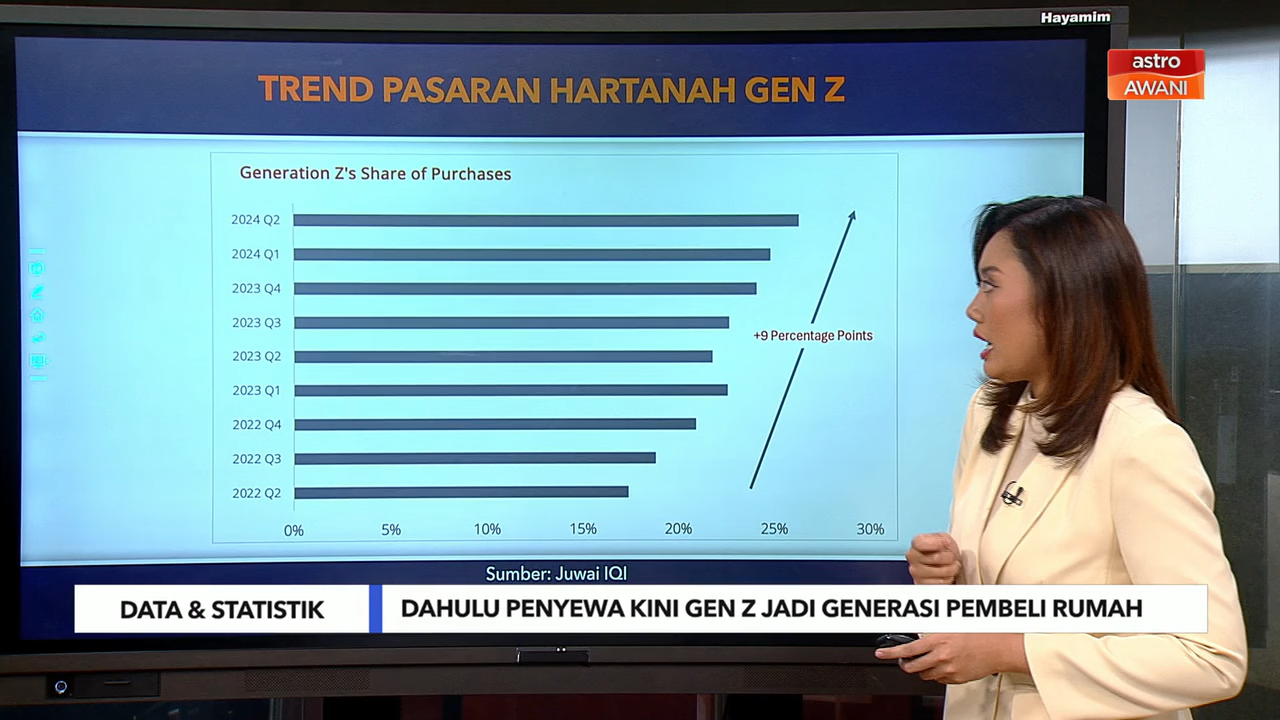 Hayamim
astro
AWANI
TREND PASARAN HARTANAH GEN Z
Generation Z's Share of Purchases
2024 Q2
2024 Q1
2023 Q4
2023 Q3
+9 Percentage Points
2023 Q2
2023 Q1
2022 Q4
2022 Q3
2022 Q2
0% 5% 10% 15% 20% 25% 30%
Sumber: Juwai IQI
DATA & STATISTIK
DAHULU PENYEWA KINI GEN Z JADI GENERASI PEMBELI RUMAH